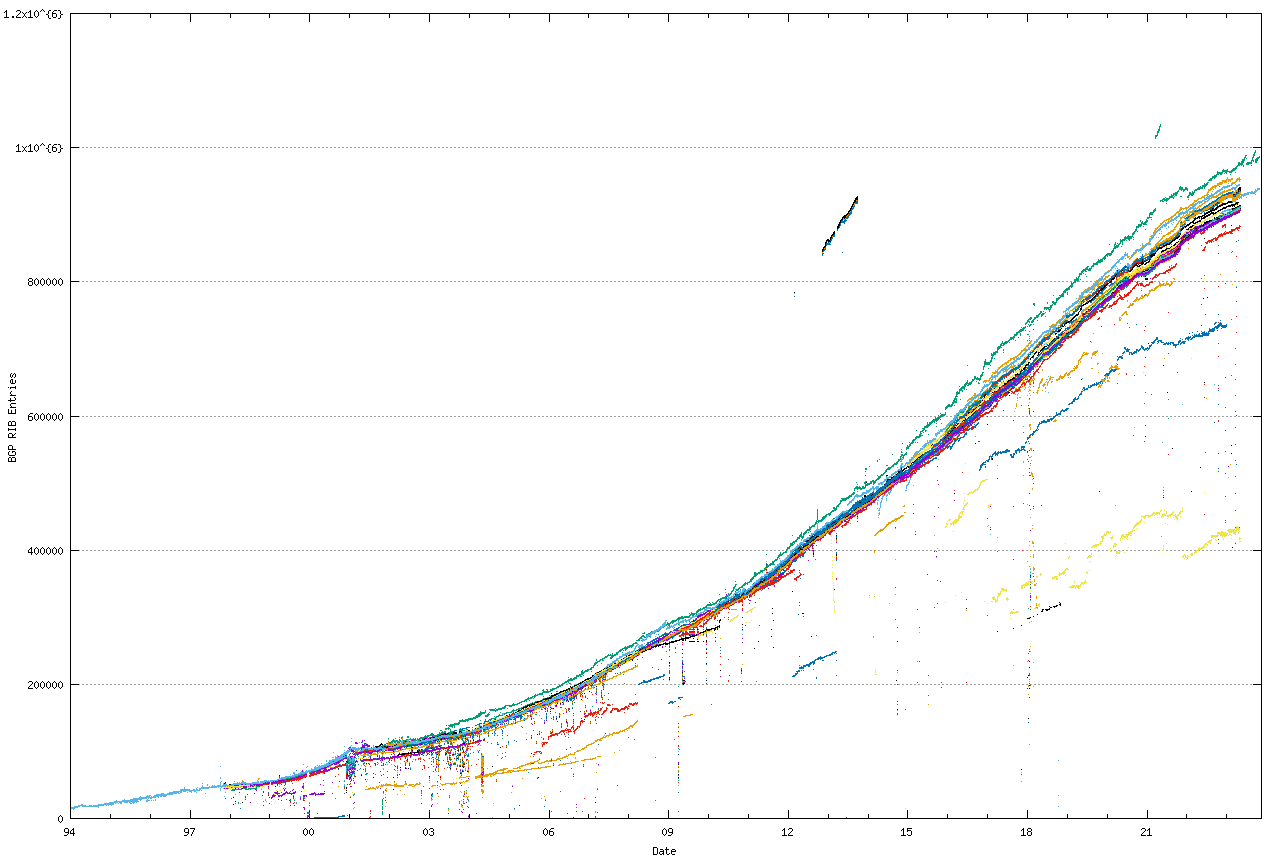 1.2x10^{6}
1x10^{6}
800000
600000
400000
200000
0
BGP RIB Entries
94 97 00 03 06 09 12 15 18 21
Date